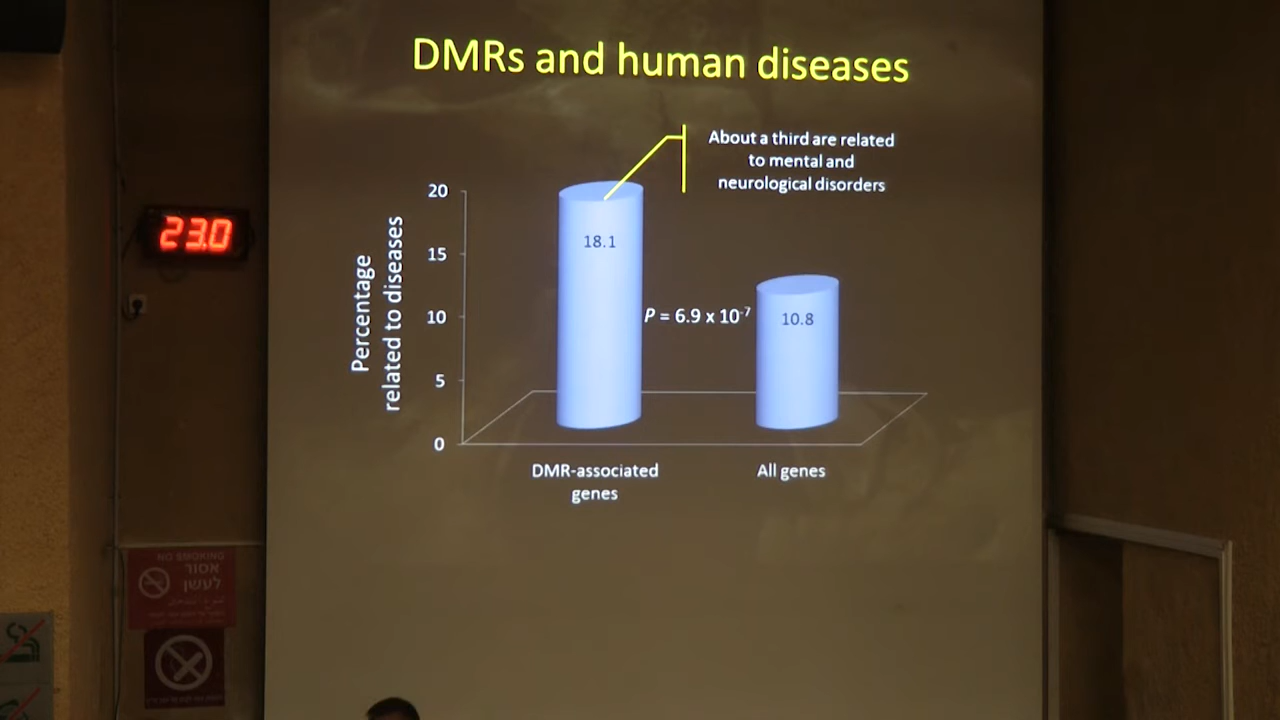 DMRs and human diseases
About a third are related
to mental and
neurological disorders
20
15
10
5
0
Percentage
related to diseases
18.1
P = 6.9 x 10⁻⁷
10.8
DMR-associated
genes
All genes
23.0
NO SMOKING
אסור
לעשן